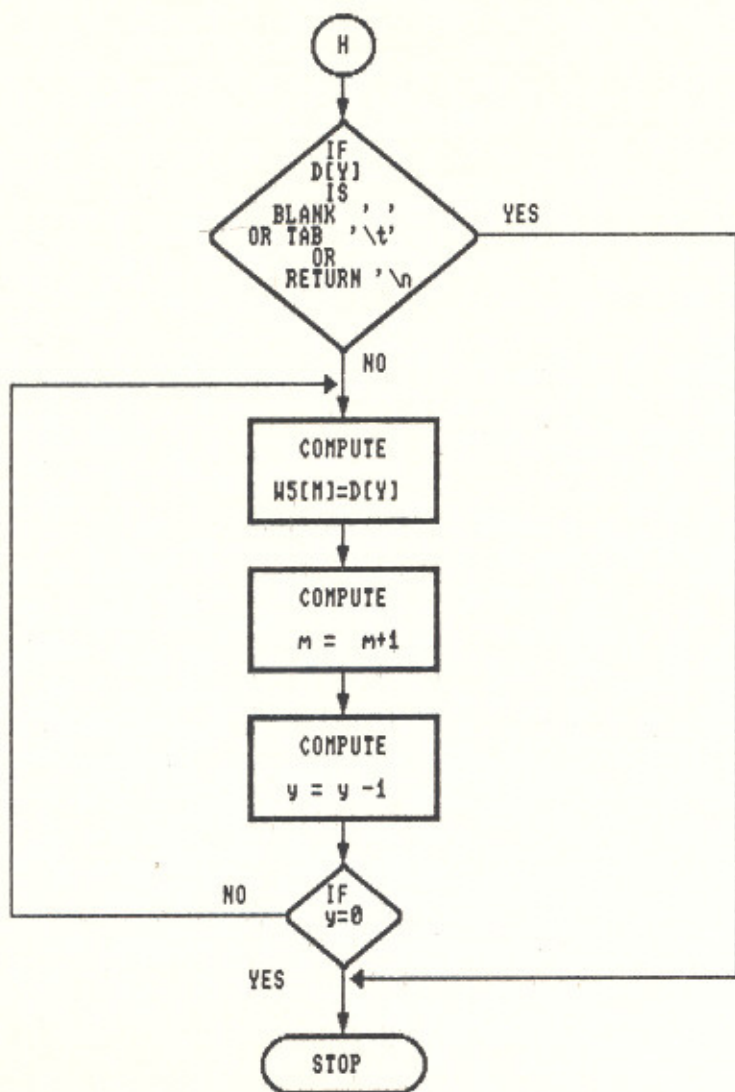 H
IF
D[Y]
IS
BLANK ' '
OR TAB '\t'
OR
RETURN '\n
YES
NO
COMPUTE
W5[M]=D[Y]
COMPUTE
m = m+1
COMPUTE
y = y -1
NO
IF
y=0
YES
STOP